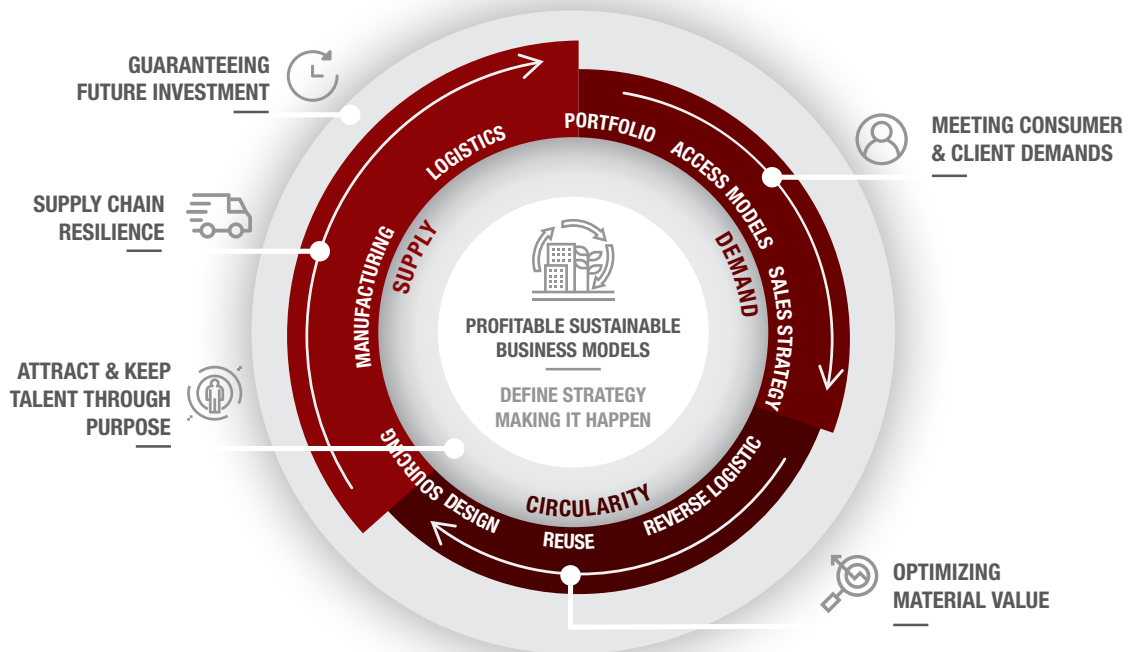 GUARANTEEING
FUTURE INVESTMENT
SUPPLY CHAIN
RESILIENCE
ATTRACT & KEEP
TALENT THROUGH
PURPOSE
LOGISTICS
MANUFACTURING
SOURCING
SUPPLY
PORTFOLIO
ACCESS MODELS
SALES STRATEGY
DEMAND
PROFITABLE SUSTAINABLE
BUSINESS MODELS
DEFINE STRATEGY
MAKING IT HAPPEN
CIRCULARITY
REVERSE LOGISTIC
REUSE
DESIGN
MEETING CONSUMER
& CLIENT DEMANDS
OPTIMIZING
MATERIAL VALUE